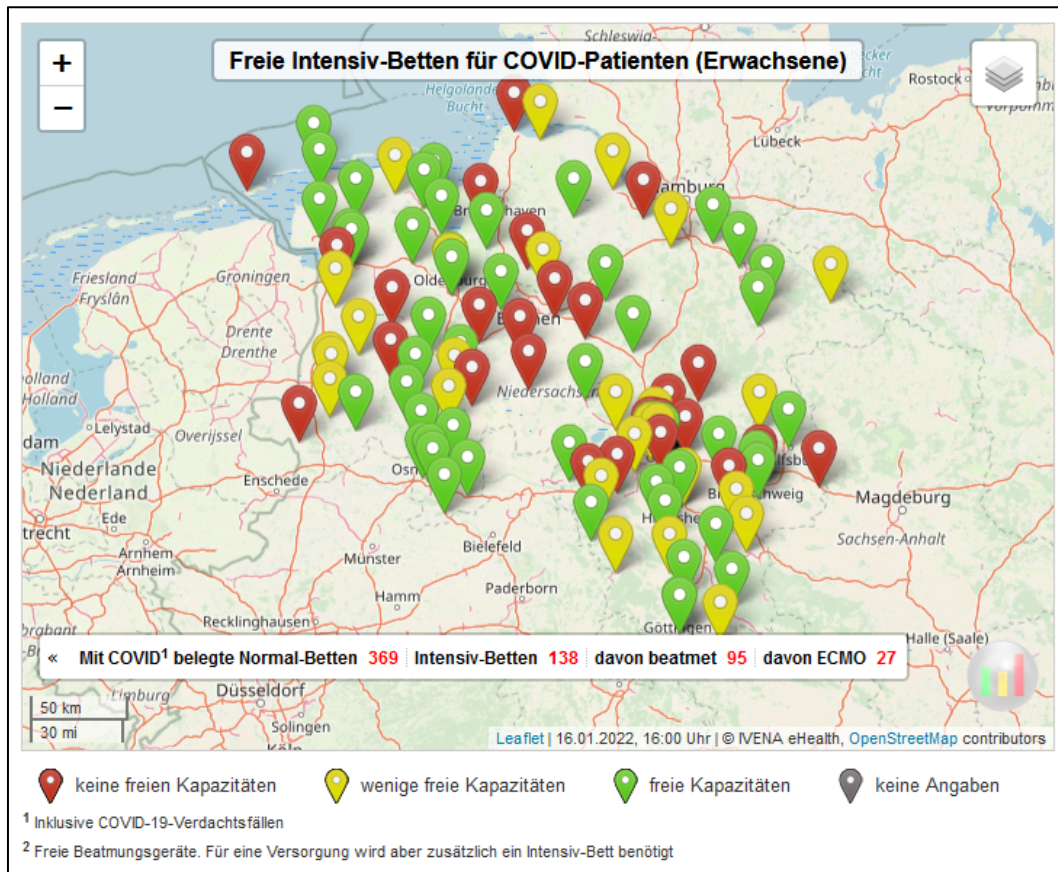 Schleswig-
Freie Intensiv-Betten für COVID-Patienten (Erwachsene)
+
−
Helgoländer
Bucht
Rostock
Lübeck
Groningen
Friesland
Fryslân
Drente
Drenthe
Niedersachsen
Lelystad
Overijssel
Niederlande
Nederland
Enschede
Magdeburg
Ede
Arnhem
Arnheim
Münster
Bielefeld
Sachsen-Anhalt
Hamm
Paderborn
Recklinghausen
Göttingen
Halle (Saale)
« Mit COVID¹ belegte Normal-Betten 369 Intensiv-Betten 138 davon beatmet 95 davon ECMO 27
Limburg
Düsseldorf
50 km
30 mi
Solingen
Köln
Leaflet | 16.01.2022, 16:00 Uhr | © IVENA eHealth, OpenStreetMap contributors
keine freien Kapazitäten wenige freie Kapazitäten freie Kapazitäten keine Angaben
¹ Inklusive COVID-19-Verdachtsfällen
² Freie Beatmungsgeräte. Für eine Versorgung wird aber zusätzlich ein Intensiv-Bett benötigt